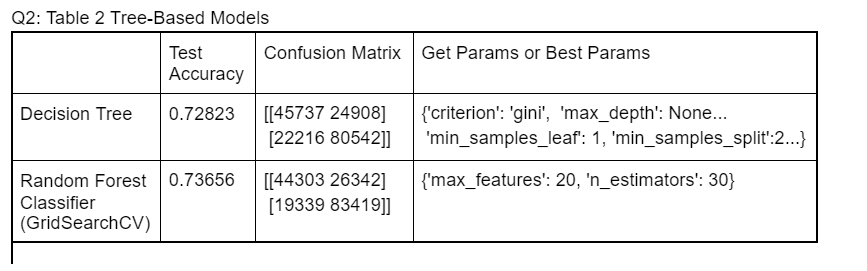 Q2: Table 2 Tree-Based Models
Test Accuracy Confusion Matrix Get Params or Best Params
Decision Tree 0.72823 [[45737 24908] {'criterion': 'gini', 'max_depth': None...
[22216 80542]] 'min_samples_leaf': 1, 'min_samples_split':2...}
Random Forest 0.73656 [[44303 26342] {'max_features': 20, 'n_estimators': 30}
Classifier [19339 83419]]
(GridSearchCV)